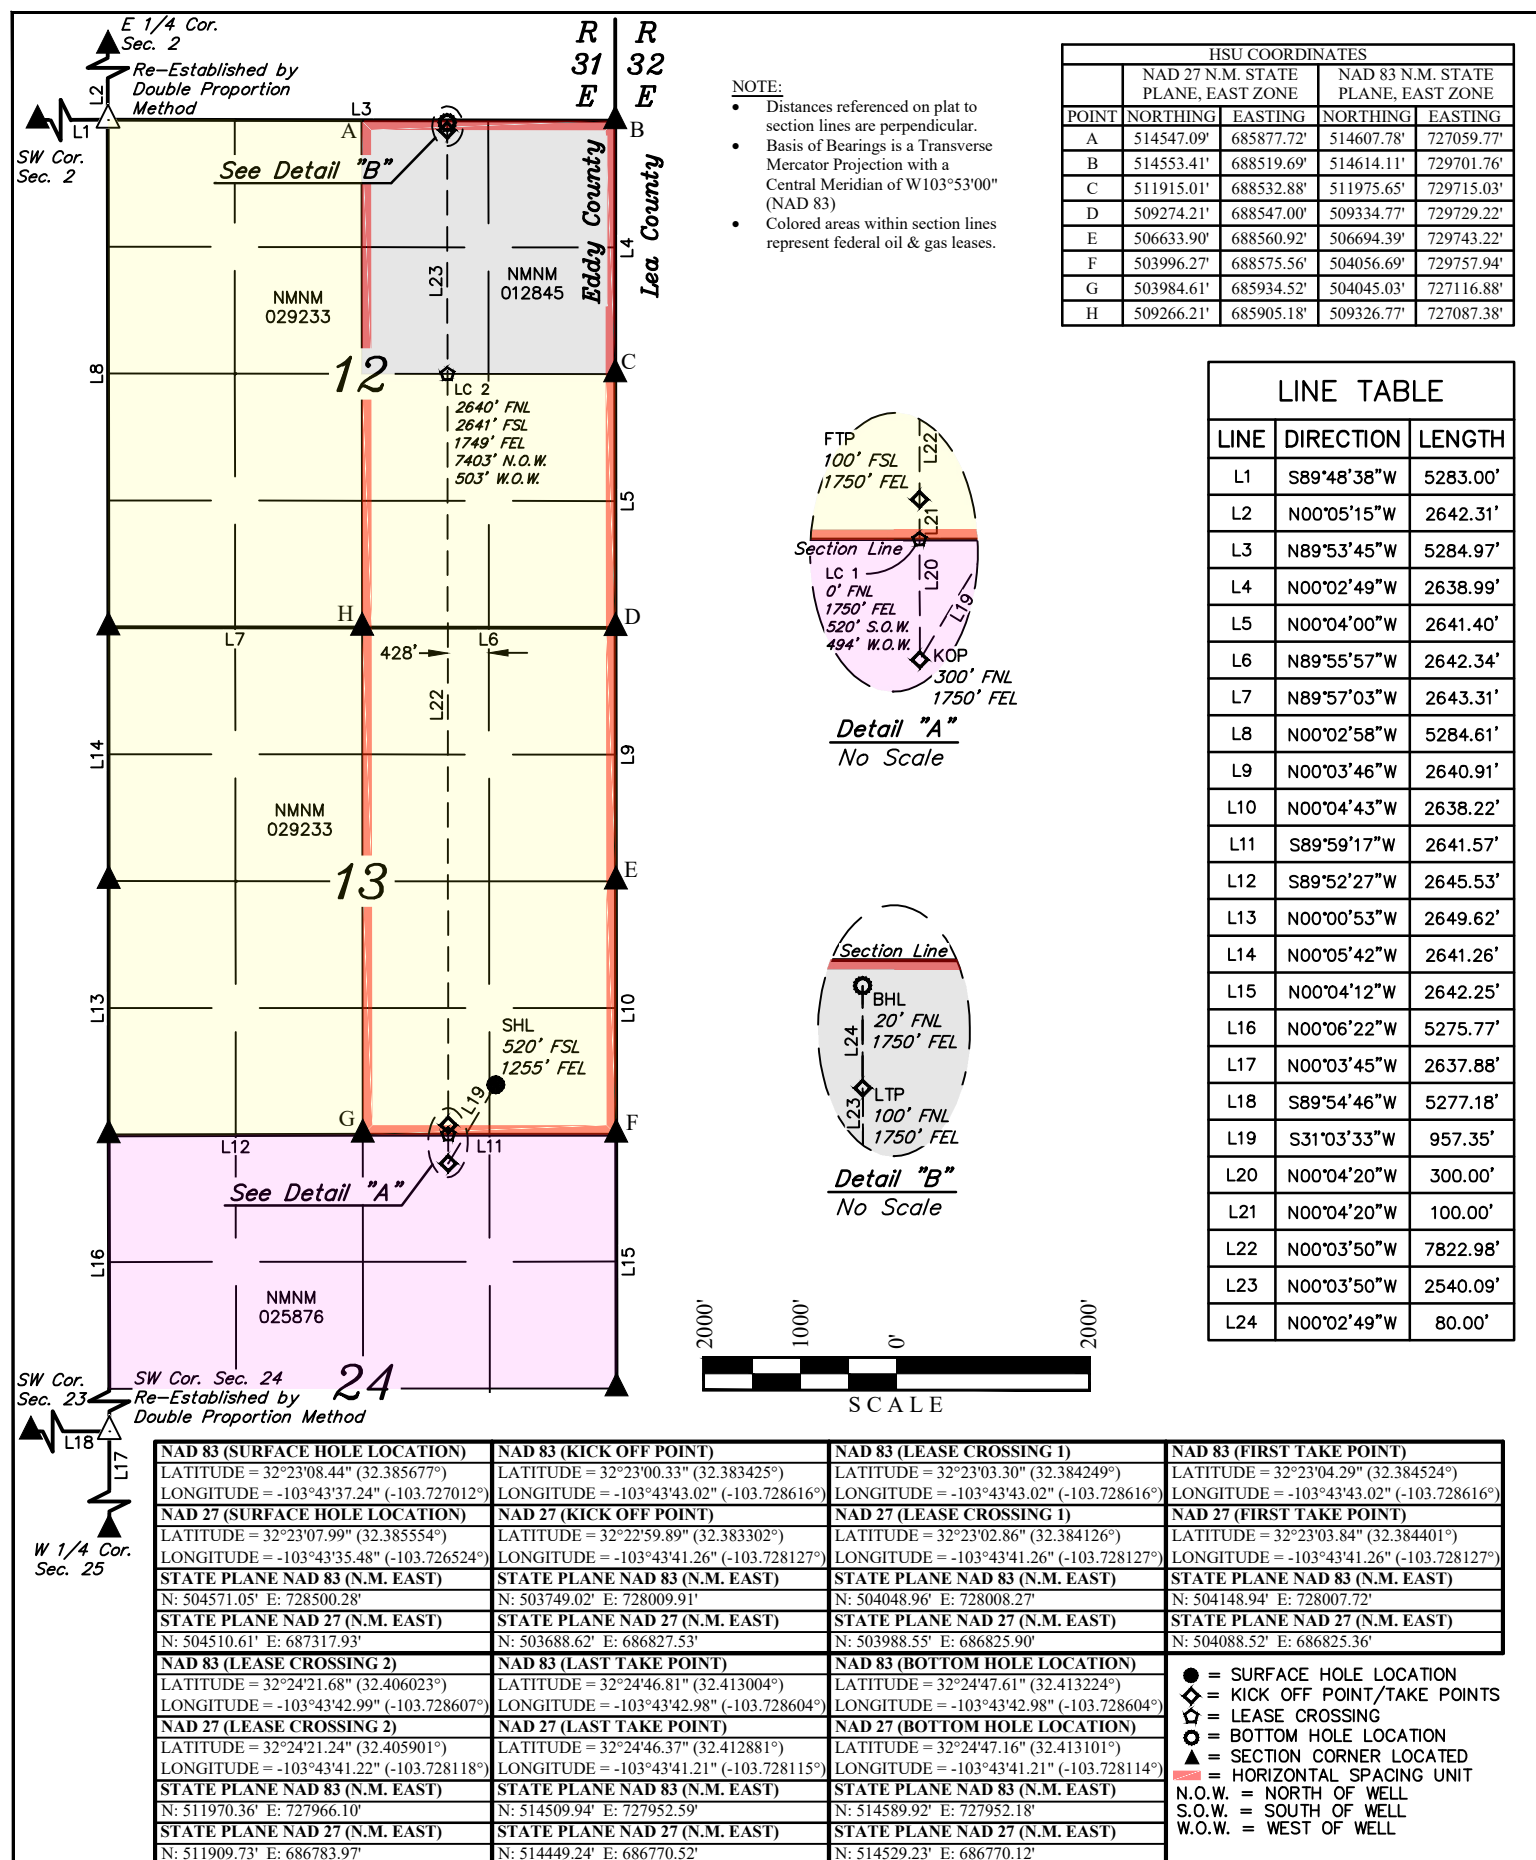 E 1/4 Cor.
Sec. 2
Re-Established by
Double Proportion
Method
L2
L1
SW Cor.
Sec. 2
L3
R R
31 32
E E
A
B
See Detail "B"
Eddy County
Lea County
L23
L4
NMNM
029233
NMNM
012845
L8
12
C
LC 2
2640' FNL
2641' FSL
1749' FEL
7403' N.O.W.
503' W.O.W.
L5
H
D
L7
L6
428'
L22
L14
L9
NMNM
029233
13
E
L13
L10
SHL
520' FSL
1255' FEL
L19
G
F
L12
L11
See Detail "A"
L16
L15
NMNM
025876
24
SW Cor.
Sec. 23
SW Cor. Sec. 24
Re-Established by
Double Proportion Method
L18
L17
W 1/4 Cor.
Sec. 25
NOTE:
• Distances referenced on plat to
section lines are perpendicular.
• Basis of Bearings is a Transverse
Mercator Projection with a
Central Meridian of W103°53'00"
(NAD 83)
• Colored areas within section lines
represent federal oil & gas leases.
HSU COORDINATES
NAD 27 N.M. STATE PLANE, EAST ZONE NAD 83 N.M. STATE PLANE, EAST ZONE
POINT NORTHING EASTING NORTHING EASTING
A 514547.09' 685877.72' 514607.78' 727059.77'
B 514553.41' 688519.69' 514614.11' 729701.76'
C 511915.01' 688532.88' 511975.65' 729715.03'
D 509274.21' 688547.00' 509334.77' 729729.22'
E 506633.90' 688560.92' 506694.39' 729743.22'
F 503996.27' 688575.56' 504056.69' 729757.94'
G 503984.61' 685934.52' 504045.03' 727116.88'
H 509266.21' 685905.18' 509326.77' 727087.38'
LINE TABLE
LINE DIRECTION LENGTH
L1 S89°48'38"W 5283.00'
L2 N00°05'15"W 2642.31'
L3 N89°53'45"W 5284.97'
L4 N00°02'49"W 2638.99'
L5 N00°04'00"W 2641.40'
L6 N89°55'57"W 2642.34'
L7 N89°57'03"W 2643.31'
L8 N00°02'58"W 5284.61'
L9 N00°03'46"W 2640.91'
L10 N00°04'43"W 2638.22'
L11 S89°59'17"W 2641.57'
L12 S89°52'27"W 2645.53'
L13 N00°00'53"W 2649.62'
L14 N00°05'42"W 2641.26'
L15 N00°04'12"W 2642.25'
L16 N00°06'22"W 5275.77'
L17 N00°03'45"W 2637.88'
L18 S89°54'46"W 5277.18'
L19 S31°03'33"W 957.35'
L20 N00°04'20"W 300.00'
L21 N00°04'20"W 100.00'
L22 N00°03'50"W 7822.98'
L23 N00°03'50"W 2540.09'
L24 N00°02'49"W 80.00'
FTP
100' FSL
1750' FEL
L22
L21
Section Line
LC 1
0' FNL
1750' FEL
520' S.O.W.
494' W.O.W.
L20
L19
KOP
300' FNL
1750' FEL
Detail "A"
No Scale
Section Line
BHL
20' FNL
1750' FEL
L24
LTP
100' FNL
1750' FEL
L23
Detail "B"
No Scale
2000' 1000' 0' 2000'
SCALE
NAD 83 (SURFACE HOLE LOCATION) NAD 83 (KICK OFF POINT) NAD 83 (LEASE CROSSING 1) NAD 83 (FIRST TAKE POINT)
LATITUDE = 32°23'08.44" (32.385677°) LATITUDE = 32°23'00.33" (32.383425°) LATITUDE = 32°23'03.30" (32.384249°) LATITUDE = 32°23'04.29" (32.384524°)
LONGITUDE = -103°43'37.24" (-103.727012°) LONGITUDE = -103°43'43.02" (-103.728616°) LONGITUDE = -103°43'43.02" (-103.728616°) LONGITUDE = -103°43'43.02" (-103.728616°)
NAD 27 (SURFACE HOLE LOCATION) NAD 27 (KICK OFF POINT) NAD 27 (LEASE CROSSING 1) NAD 27 (FIRST TAKE POINT)
LATITUDE = 32°23'07.99" (32.385554°) LATITUDE = 32°22'59.89" (32.383302°) LATITUDE = 32°23'02.86" (32.384126°) LATITUDE = 32°23'03.84" (32.384401°)
LONGITUDE = -103°43'35.48" (-103.726524°) LONGITUDE = -103°43'41.26" (-103.728127°) LONGITUDE = -103°43'41.26" (-103.728127°) LONGITUDE = -103°43'41.26" (-103.728127°)
STATE PLANE NAD 83 (N.M. EAST) STATE PLANE NAD 83 (N.M. EAST) STATE PLANE NAD 83 (N.M. EAST) STATE PLANE NAD 83 (N.M. EAST)
N: 504571.05' E: 728500.28' N: 503749.02' E: 728009.91' N: 504048.96' E: 728008.27' N: 504148.94' E: 728007.72'
STATE PLANE NAD 27 (N.M. EAST) STATE PLANE NAD 27 (N.M. EAST) STATE PLANE NAD 27 (N.M. EAST) STATE PLANE NAD 27 (N.M. EAST)
N: 504510.61' E: 687317.93' N: 503688.62' E: 686827.53' N: 503988.55' E: 686825.90' N: 504088.52' E: 686825.36'
NAD 83 (LEASE CROSSING 2) NAD 83 (LAST TAKE POINT) NAD 83 (BOTTOM HOLE LOCATION)
LATITUDE = 32°24'21.68" (32.406023°) LATITUDE = 32°24'46.81" (32.413004°) LATITUDE = 32°24'47.61" (32.413224°)
LONGITUDE = -103°43'42.99" (-103.728607°) LONGITUDE = -103°43'42.98" (-103.728604°) LONGITUDE = -103°43'42.98" (-103.728604°)
NAD 27 (LEASE CROSSING 2) NAD 27 (LAST TAKE POINT) NAD 27 (BOTTOM HOLE LOCATION)
LATITUDE = 32°24'21.24" (32.405901°) LATITUDE = 32°24'46.37" (32.412881°) LATITUDE = 32°24'47.16" (32.413101°)
LONGITUDE = -103°43'41.22" (-103.728118°) LONGITUDE = -103°43'41.21" (-103.728115°) LONGITUDE = -103°43'41.21" (-103.728114°)
STATE PLANE NAD 83 (N.M. EAST) STATE PLANE NAD 83 (N.M. EAST) STATE PLANE NAD 83 (N.M. EAST)
N: 511970.36' E: 727966.10' N: 514509.94' E: 727952.59' N: 514589.92' E: 727952.18'
STATE PLANE NAD 27 (N.M. EAST) STATE PLANE NAD 27 (N.M. EAST) STATE PLANE NAD 27 (N.M. EAST)
N: 511909.73' E: 686783.97' N: 514449.24' E: 686770.52' N: 514529.23' E: 686770.12'
= SURFACE HOLE LOCATION
= KICK OFF POINT/TAKE POINTS
= LEASE CROSSING
= BOTTOM HOLE LOCATION
= SECTION CORNER LOCATED
= HORIZONTAL SPACING UNIT
N.O.W. = NORTH OF WELL
S.O.W. = SOUTH OF WELL
W.O.W. = WEST OF WELL